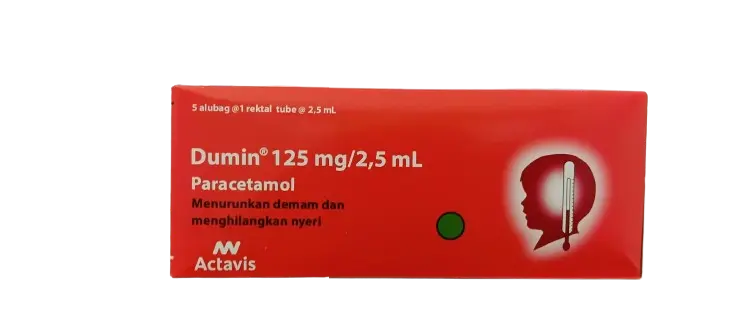 5 alubag @1 rektal tube @ 2,5 mL
Dumin® 125 mg/2,5 mL
Paracetamol
Menurunkan demam dan
menghilangkan nyeri
Actavis